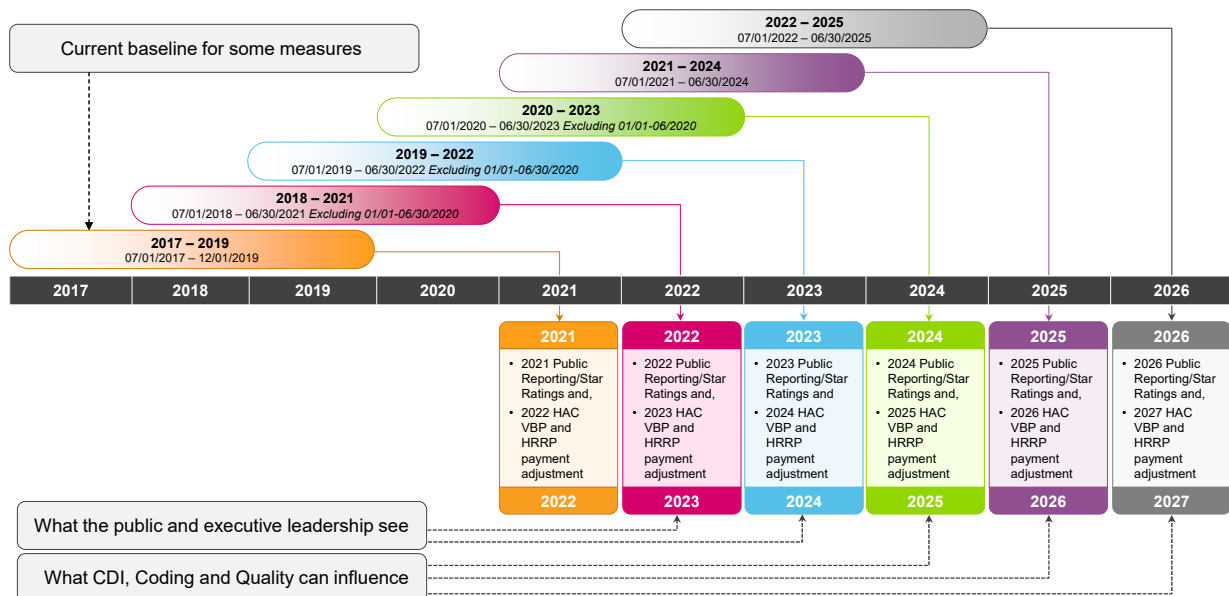 Current baseline for some measures
2022 – 2025
07/01/2022 – 06/30/2025
2021 – 2024
07/01/2021 – 06/30/2024
2020 – 2023
07/01/2020 – 06/30/2023 Excluding 01/01-06/2020
2019 – 2022
07/01/2019 – 06/30/2022 Excluding 01/01-06/30/2020
2018 – 2021
07/01/2018 – 06/30/2021 Excluding 01/01-06/30/2020
2017 – 2019
07/01/2017 – 12/01/2019
2017 2018 2019 2020 2021 2022 2023 2024 2025 2026
2021
• 2021 Public
Reporting/Star
Ratings and,
• 2022 HAC
VBP and
HRRP
payment
adjustment
2022
2022
• 2022 Public
Reporting/Star
Ratings and,
• 2023 HAC
VBP and
HRRP
payment
adjustment
2023
2023
• 2023 Public
Reporting/Star
Ratings and
• 2024 HAC
VBP and
HRRP
payment
adjustment
2024
2024
• 2024 Public
Reporting/Star
Ratings and,
• 2025 HAC
VBP and
HRRP
payment
adjustment
2025
2025
• 2025 Public
Reporting/Star
Ratings and,
• 2026 HAC
VBP and
HRRP
payment
adjustment
2026
2026
• 2026 Public
Reporting/Star
Ratings and,
• 2027 HAC
VBP and
HRRP
payment
adjustment
2027
What the public and executive leadership see
What CDI, Coding and Quality can influence